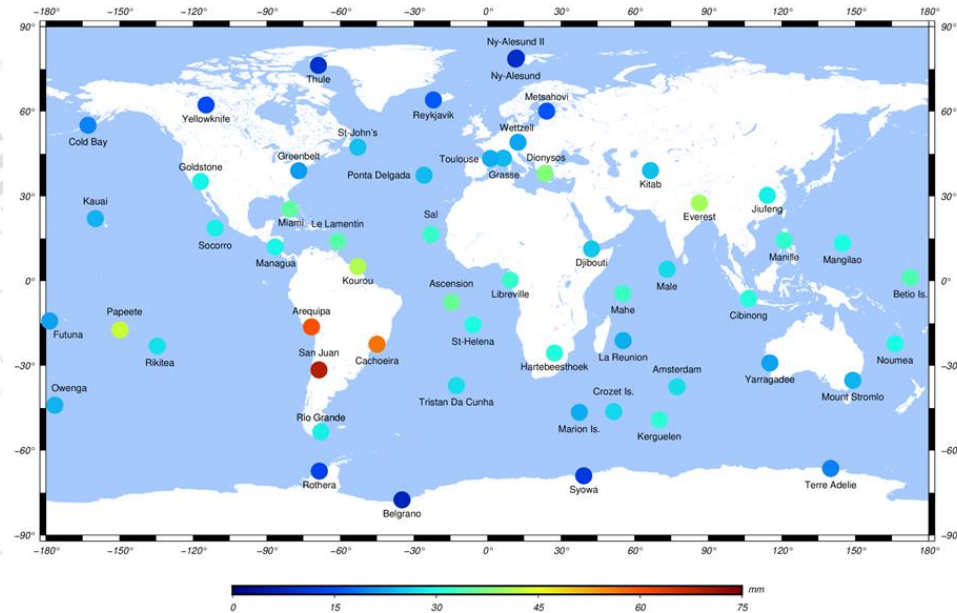 −180° −150° −120° −90° −60° −30° 0° 30° 60° 90° 120° 150° 180°
90° 90°
Ny-Alesund II
Thule
Ny-Alesund
Yellowknife
Reykjavik
Metsahovi
60° 60°
Cold Bay
St-John's
Wettzell
Goldstone
Greenbelt
Toulouse
Dionysos
Ponta Delgada
Grasse
Kitab
30° 30°
Kauai
Miami
Le Lamentin
Sal
Everest
Jiufeng
Socorro
Managua
Djibouti
Manille
Mangilao
Kourou
Male
0° 0°
Ascension
Libreville
Betio Is.
Papeete
Arequipa
Mahe
Cibinong
Futuna
St-Helena
Rikitea
San Juan
Cachoeira
Hartebeesthoek
La Reunion
Noumea
−30° −30°
Amsterdam
Yarragadee
Owenga
Tristan Da Cunha
Crozet Is.
Mount Stromlo
Rio Grande
Marion Is.
Kerguelen
−60° −60°
Rothera
Syowa
Terre Adelie
Belgrano
−90° −90°
−180° −150° −120° −90° −60° −30° 0° 30° 60° 90° 120° 150° 180°
mm
0 15 30 45 60 75